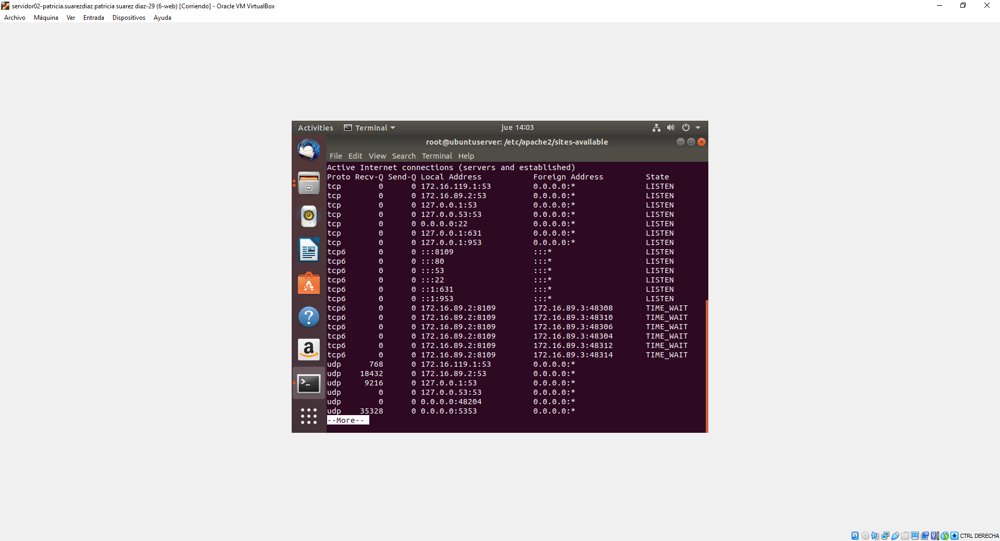 servidor02-patricia.suarezdiaz patricia suarez diaz-29 (6-web) [Corriendo] - Oracle VM VirtualBox
Archivo Máquina Ver Entrada Dispositivos Ayuda
Activities Terminal jue 14:03
root@ubuntuserver: /etc/apache2/sites-available
File Edit View Search Terminal Help
Active Internet connections (servers and established)
Proto Recv-Q Send-Q Local Address Foreign Address State
tcp 0 0 172.16.119.1:53 0.0.0.0:* LISTEN
tcp 0 0 172.16.89.2:53 0.0.0.0:* LISTEN
tcp 0 0 127.0.0.1:53 0.0.0.0:* LISTEN
tcp 0 0 127.0.0.53:53 0.0.0.0:* LISTEN
tcp 0 0 0.0.0.0:22 0.0.0.0:* LISTEN
tcp 0 0 127.0.0.1:631 0.0.0.0:* LISTEN
tcp 0 0 127.0.0.1:953 0.0.0.0:* LISTEN
tcp6 0 0 :::8109 :::* LISTEN
tcp6 0 0 :::80 :::* LISTEN
tcp6 0 0 :::53 :::* LISTEN
tcp6 0 0 :::22 :::* LISTEN
tcp6 0 0 ::1:631 :::* LISTEN
tcp6 0 0 ::1:953 :::* LISTEN
tcp6 0 0 172.16.89.2:8109 172.16.89.3:48308 TIME_WAIT
tcp6 0 0 172.16.89.2:8109 172.16.89.3:48310 TIME_WAIT
tcp6 0 0 172.16.89.2:8109 172.16.89.3:48306 TIME_WAIT
tcp6 0 0 172.16.89.2:8109 172.16.89.3:48304 TIME_WAIT
tcp6 0 0 172.16.89.2:8109 172.16.89.3:48312 TIME_WAIT
tcp6 0 0 172.16.89.2:8109 172.16.89.3:48314 TIME_WAIT
udp 768 0 172.16.119.1:53 0.0.0.0:*
udp 18432 0 172.16.89.2:53 0.0.0.0:*
udp 9216 0 127.0.0.1:53 0.0.0.0:*
udp 0 0 127.0.0.53:53 0.0.0.0:*
udp 0 0 0.0.0.0:48204 0.0.0.0:*
udp 35328 0 0.0.0.0:5353 0.0.0.0:*
--More--
CTRL DERECHA